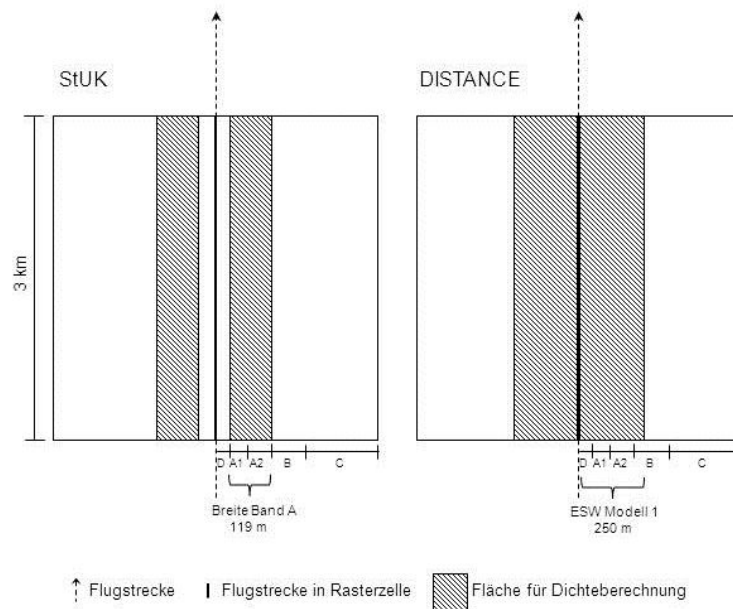 StUK
DISTANCE
3 km
D A1 A2 B C
D A1 A2 B C
Breite Band A
119 m
ESW Modell 1
250 m
Flugstrecke
Flugstrecke in Rasterzelle
Fläche für Dichteberechnung